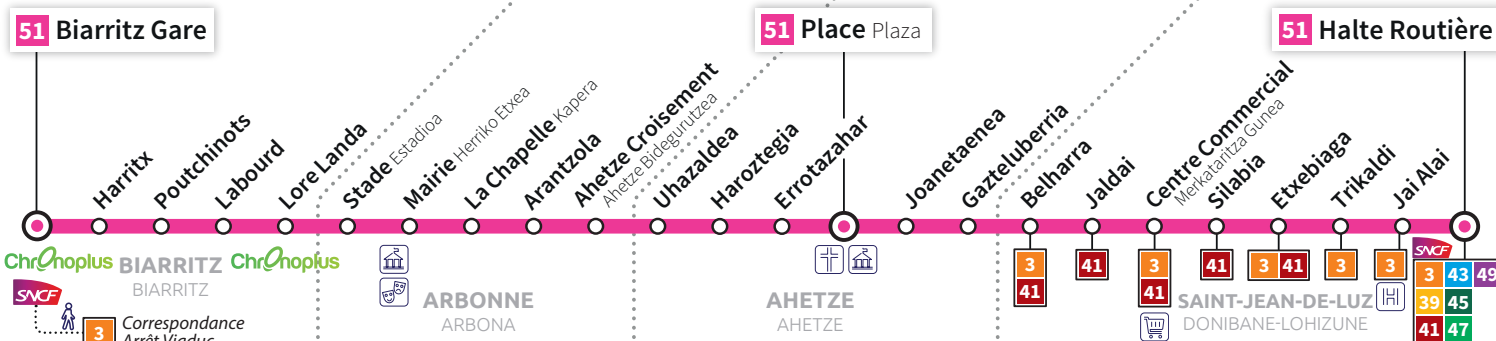 51 Biarritz Gare
51 Place Plaza
51 Halte Routière
Harritx
Poutchinots
Labourd
Lore Landa
Stade Estadioa
Mairie Herriko Etxea
La Chapelle Kapera
Arantzola
Ahetze Croisement
Ahetze Bidegurutzea
Uhazaldea
Haroztegia
Errotazahar
Joanetaenea
Gazteluberria
Belharra
Jaldai
Centre Commercial
Merkataritza Gunea
Silabia
Etxebiaga
Trikaldi
Jai Alai
Chronoplus
BIARRITZ
BIARRITZ
Chronoplus
SNCF
3
Correspondance
Arrêt Viaduc
ARBONNE
ARBONA
AHETZE
AHETZE
3
41
41
3
41
41
3 41
3
3
SAINT-JEAN-DE-LUZ
DONIBANE-LOHIZUNE
H
SNCF
3 43 49
39 45
41 47